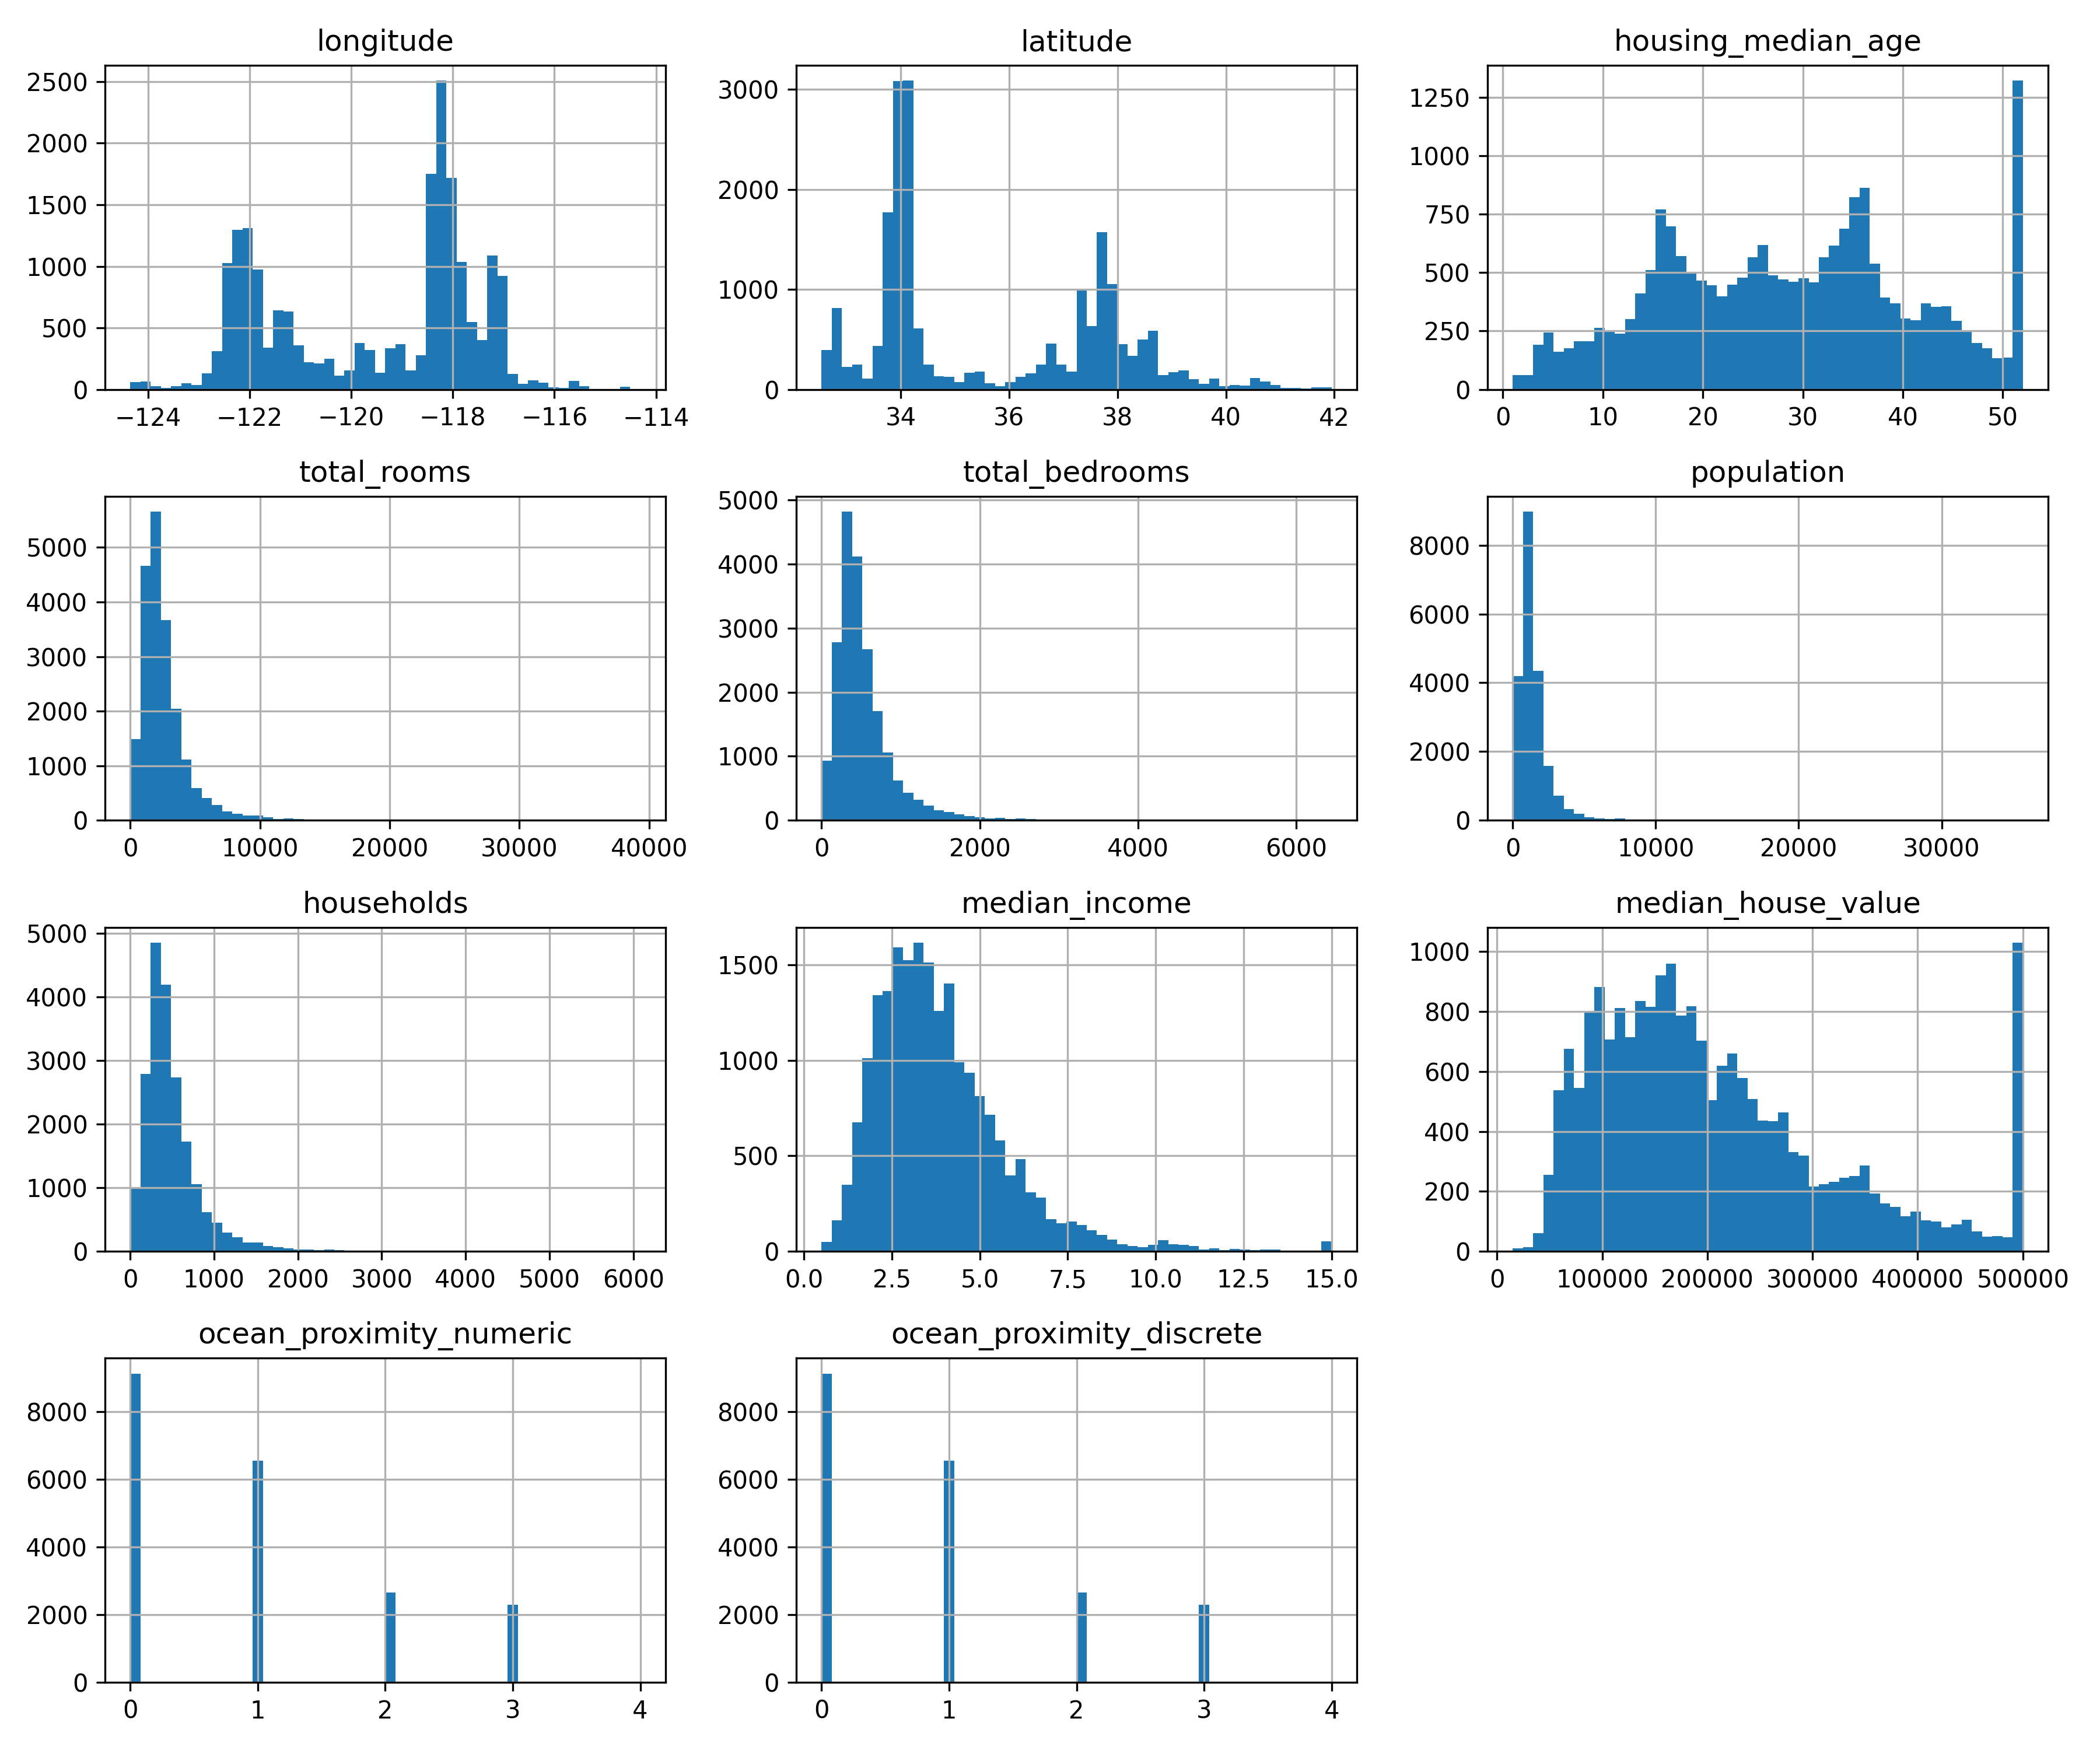 longitude
2500
2000
1500
1000
500
0
−124 −122 −120 −118 −116 −114
latitude
3000
2000
1000
0
34 36 38 40 42
housing_median_age
1250
1000
750
500
250
0
0 10 20 30 40 50
total_rooms
5000
4000
3000
2000
1000
0
0 10000 20000 30000 40000
total_bedrooms
5000
4000
3000
2000
1000
0
0 2000 4000 6000
population
8000
6000
4000
2000
0
0 10000 20000 30000
households
5000
4000
3000
2000
1000
0
0 1000 2000 3000 4000 5000 6000
median_income
1500
1000
500
0
0.0 2.5 5.0 7.5 10.0 12.5 15.0
median_house_value
1000
800
600
400
200
0
0 100000 200000 300000 400000 500000
ocean_proximity_numeric
8000
6000
4000
2000
0
0 1 2 3 4
ocean_proximity_discrete
8000
6000
4000
2000
0
0 1 2 3 4